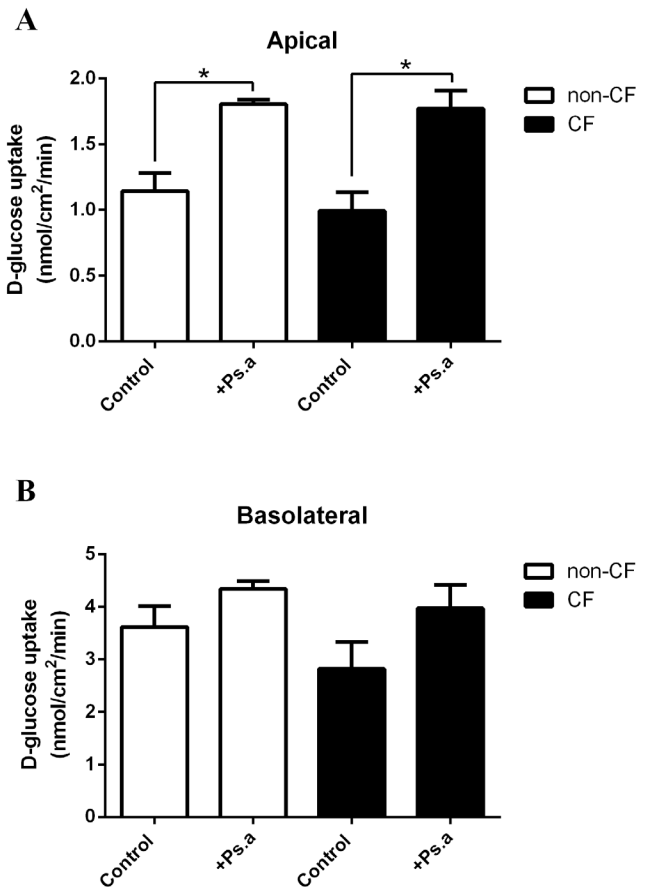 A
Apical
D-glucose uptake
(nmol/cm²/min)
2.0
1.5
1.0
0.5
0.0
*
*
non-CF
CF
Control
+Ps.a
Control
+Ps.a
B
Basolateral
D-glucose uptake
(nmol/cm²/min)
5
4
3
2
1
0
non-CF
CF
Control
+Ps.a
Control
+Ps.a